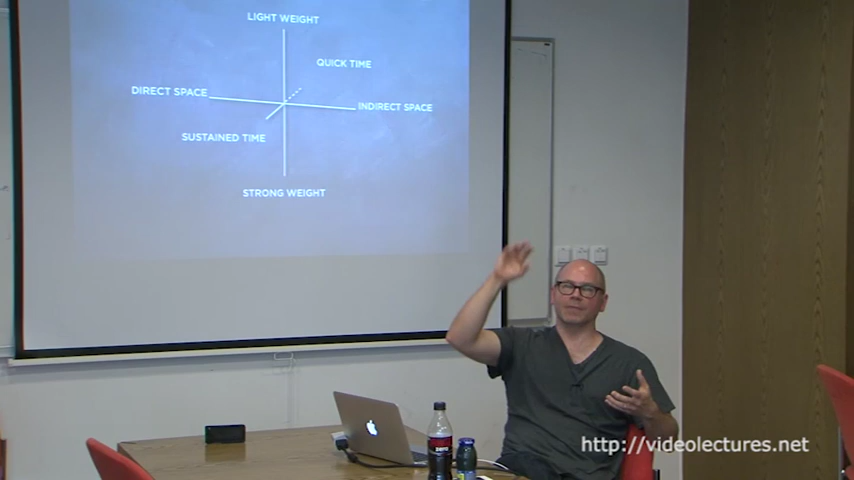 LIGHT WEIGHT
QUICK TIME
DIRECT SPACE
INDIRECT SPACE
SUSTAINED TIME
STRONG WEIGHT
http://videolectures.net